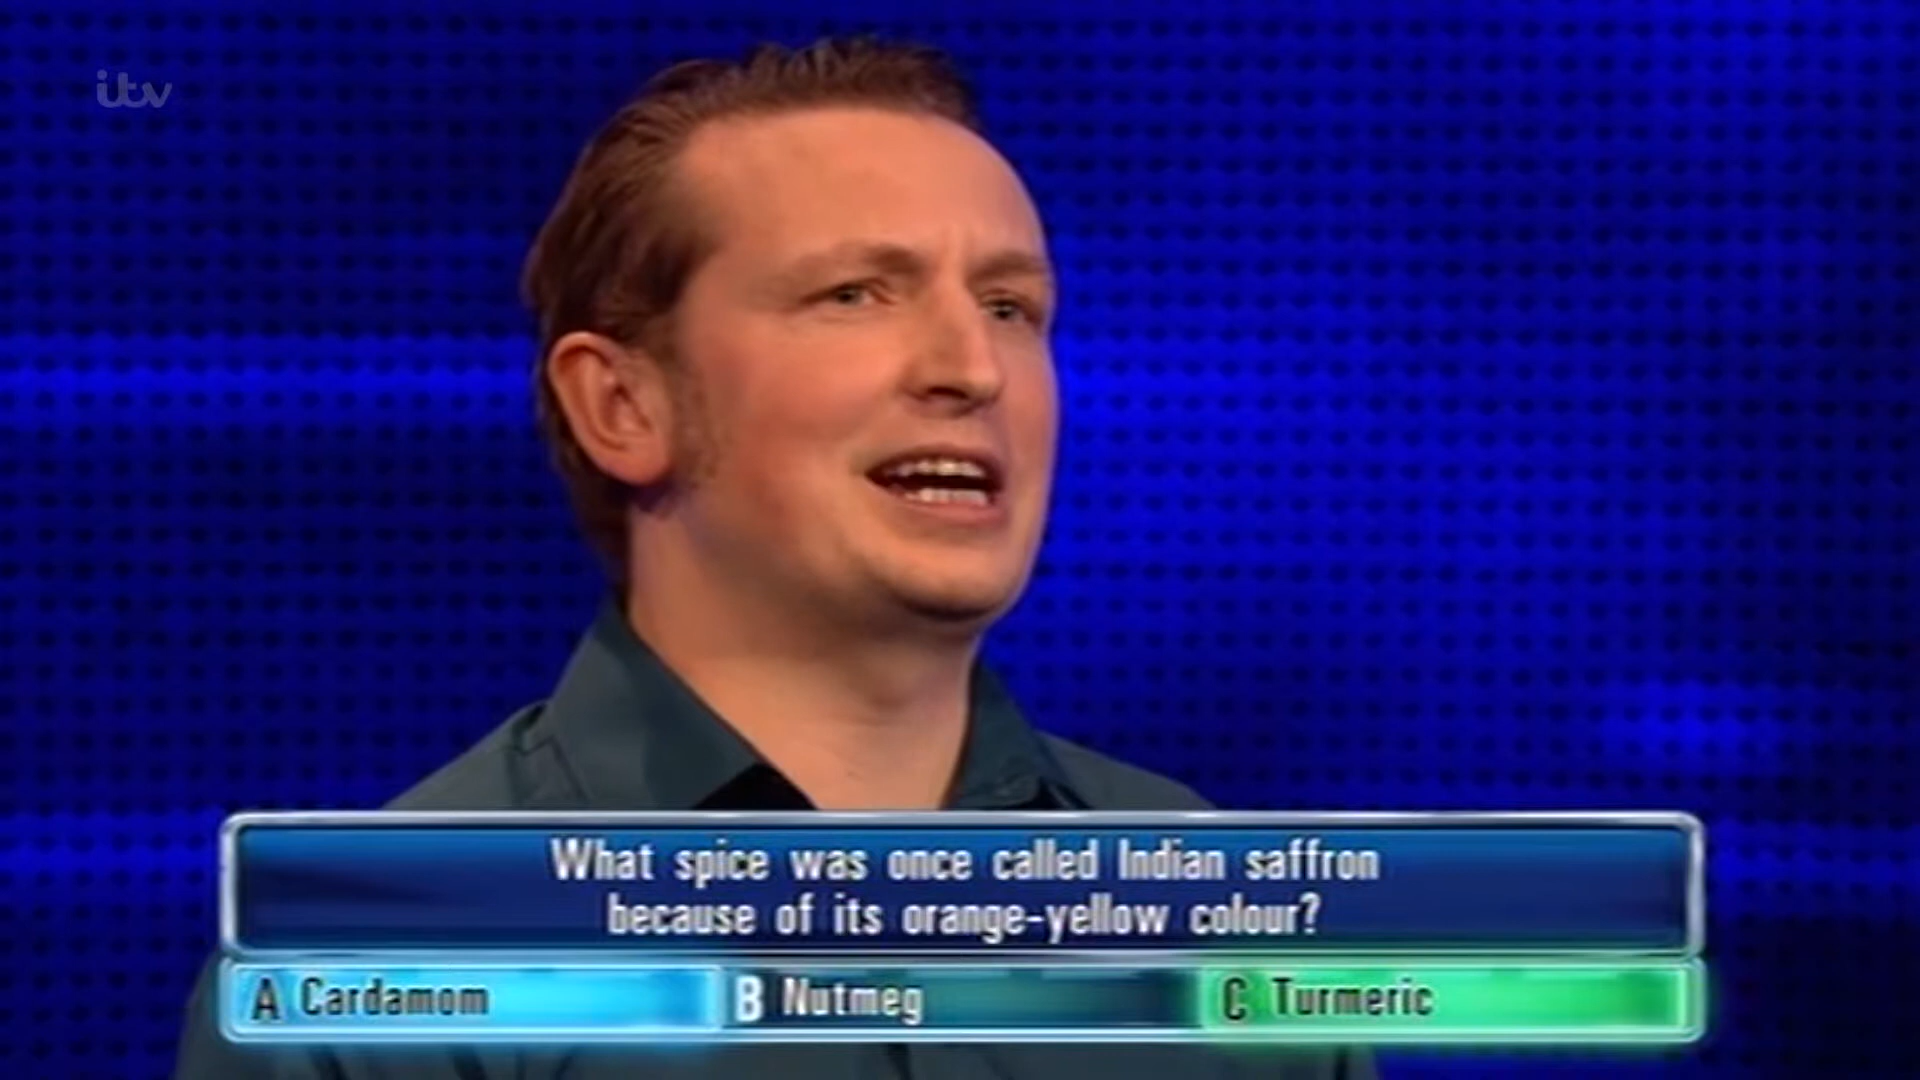 itv
What spice was once called Indian saffron
because of its orange-yellow colour?
A Cardamom
B Nutmeg
C Turmeric